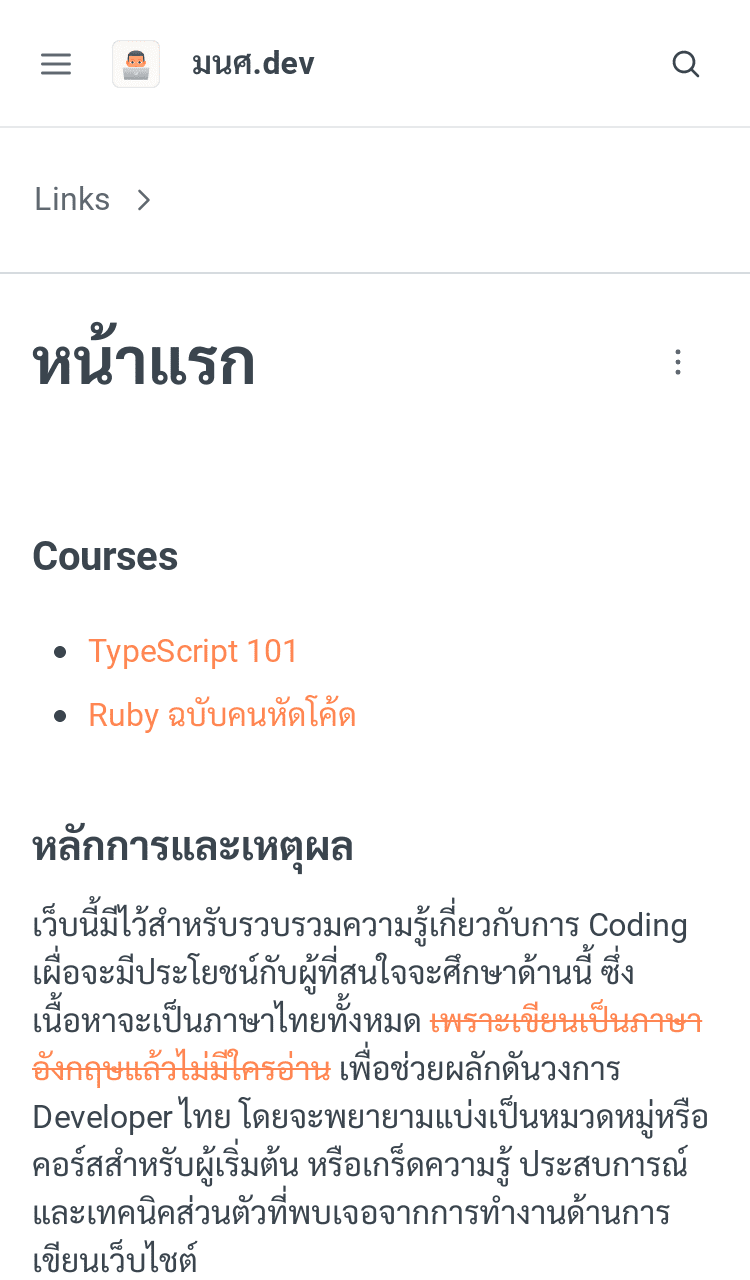 มนศ.dev
Links
หน้าแรก
Courses
TypeScript 101
Ruby ฉบับคนหัดโค้ด
หลักการและเหตุผล
เว็บนี้มีไว้สำหรับรวบรวมความรู้เกี่ยวกับการ Coding
เผื่อจะมีประโยชน์กับผู้ที่สนใจจะศึกษาด้านนี้ ซึ่ง
เนื้อหาจะเป็นภาษาไทยทั้งหมด เพราะเขียนเป็นภาษา
อังกฤษแล้วไม่มีใครอ่าน เพื่อช่วยผลักดันวงการ
Developer ไทย โดยจะพยายามแบ่งเป็นหมวดหมู่หรือ
คอร์สสำหรับผู้เริ่มต้น หรือเกร็ดความรู้ ประสบการณ์
และเทคนิคส่วนตัวที่พบเจอจากการทำงานด้านการ
เขียนเว็บไซต์